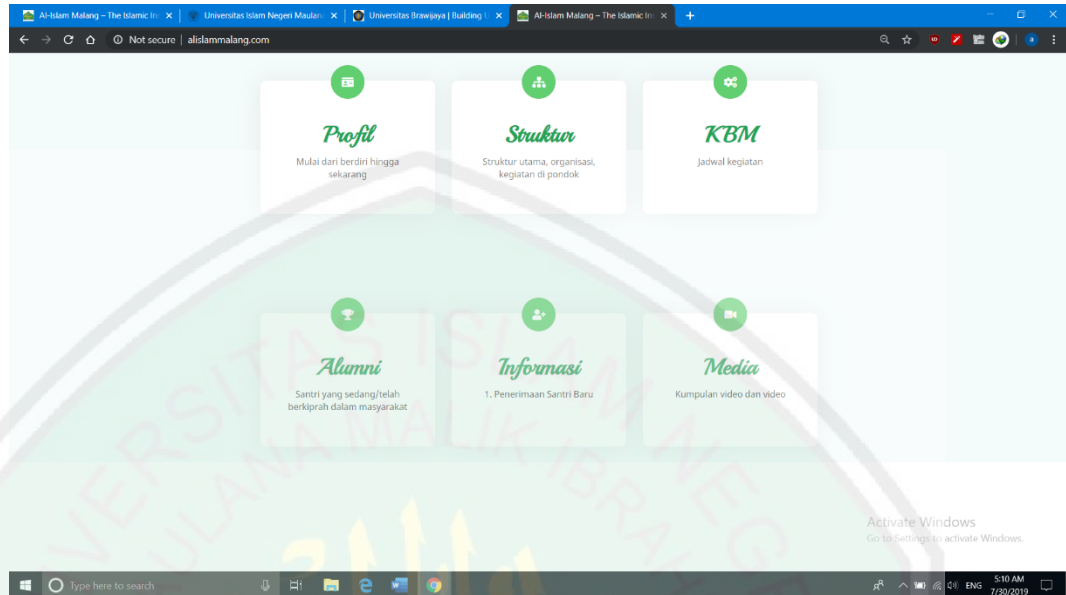 Al-Islam Malang – The Islamic In
Universitas Islam Negeri Maulan
Universitas Brawijaya | Building U
Al-Islam Malang – The Islamic In
Not secure | alislammalang.com
Profil
Mulai dari berdiri hingga
sekarang
Struktur
Struktur utama, organisasi,
kegiatan di pondok
KBM
Jadwal kegiatan
Alumni
Santri yang sedang/telah
berkiprah dalam masyarakat
Informasi
1. Penerimaan Santri Baru
Media
Kumpulan video dan video
Activate Windows
Go to Settings to activate Windows.
Type here to search
ENG
5:10 AM
7/30/2019